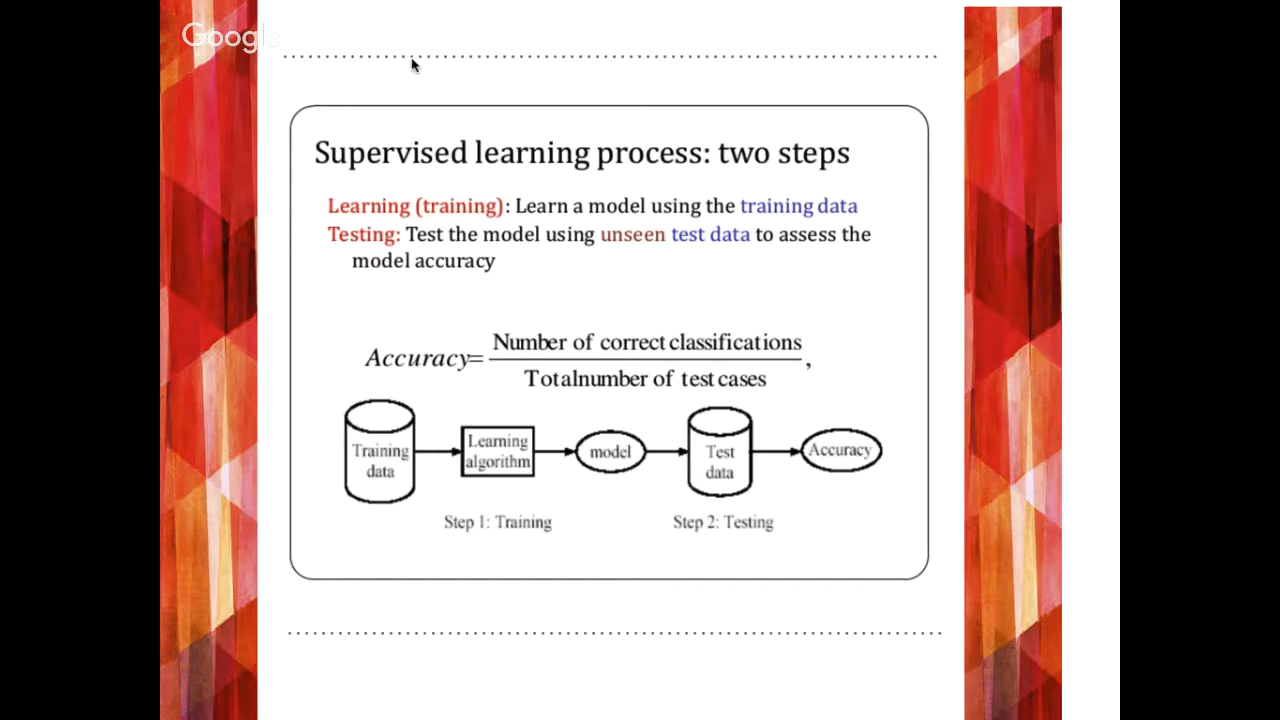 Google
Supervised learning process: two steps
Learning (training): Learn a model using the training data
Testing: Test the model using unseen test data to assess the
model accuracy
Number of correct classifications
Accuracy=
,
Totalnumber of test cases
Training
data
Learning
algorithm
model
Test
data
Accuracy
Step 1: Training
Step 2: Testing